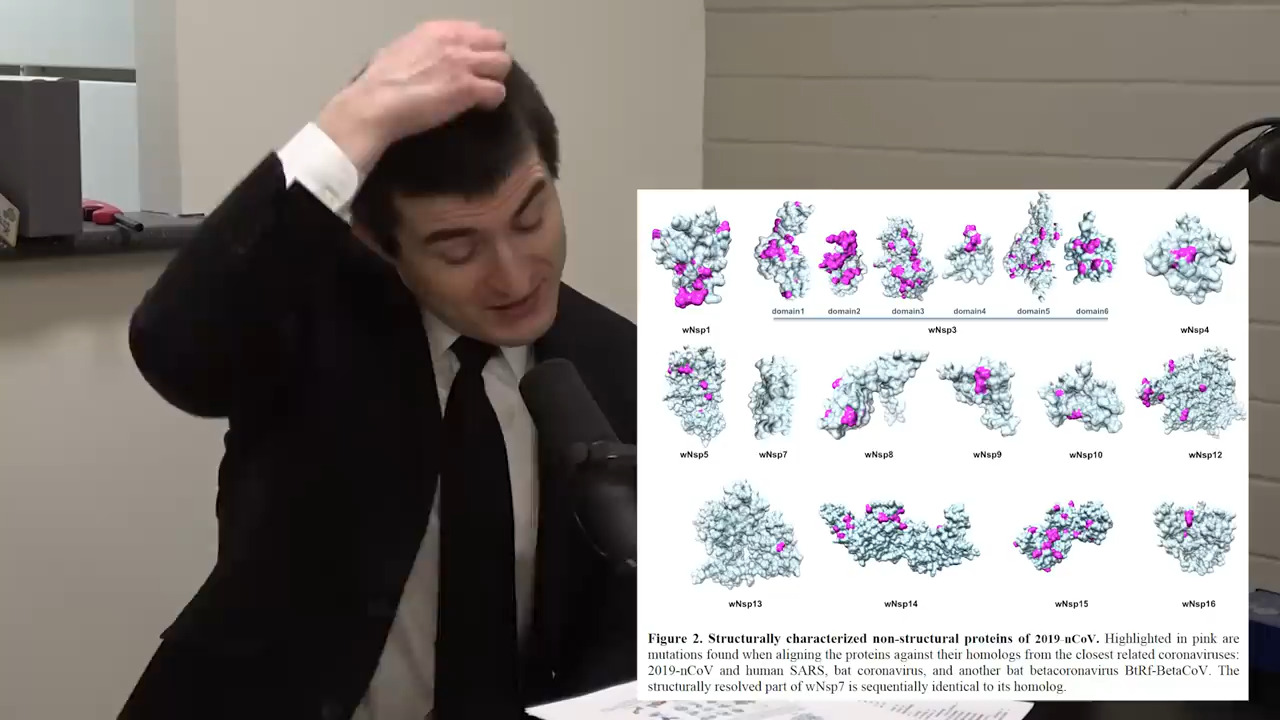 domain1 domain2 domain3 domain4 domain5 domain6
wNsp1 wNsp3 wNsp4
wNsp5 wNsp7 wNsp8 wNsp9 wNsp10 wNsp12
wNsp13 wNsp14 wNsp15 wNsp16
Figure 2. Structurally characterized non-structural proteins of 2019-nCoV. Highlighted in pink are
mutations found when aligning the proteins against their homologs from the closest related coronaviruses:
2019-nCoV and human SARS, bat coronavirus, and another bat betacoronavirus BtRf-BetaCoV. The
structurally resolved part of wNsp7 is sequentially identical to its homolog.